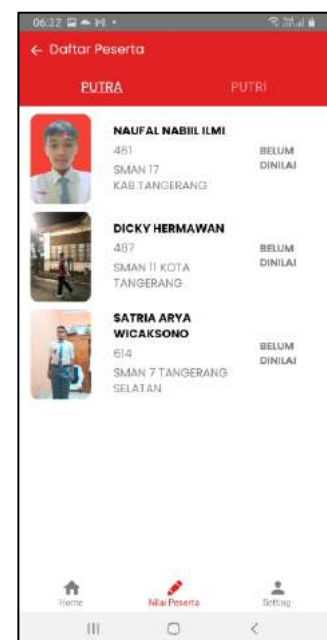 06:32
← Daftar Peserta
PUTRA
PUTRI
NAUFAL NABIIL ILMI
461
SMAN 17
KAB.TANGERANG
BELUM
DINILAI
DICKY HERMAWAN
487
SMAN 11 KOTA
TANGERANG
BELUM
DINILAI
SATRIA ARYA
WICAKSONO
614
SMAN 7 TANGERANG
SELATAN
BELUM
DINILAI
Home
Nilai Peserta
Setting